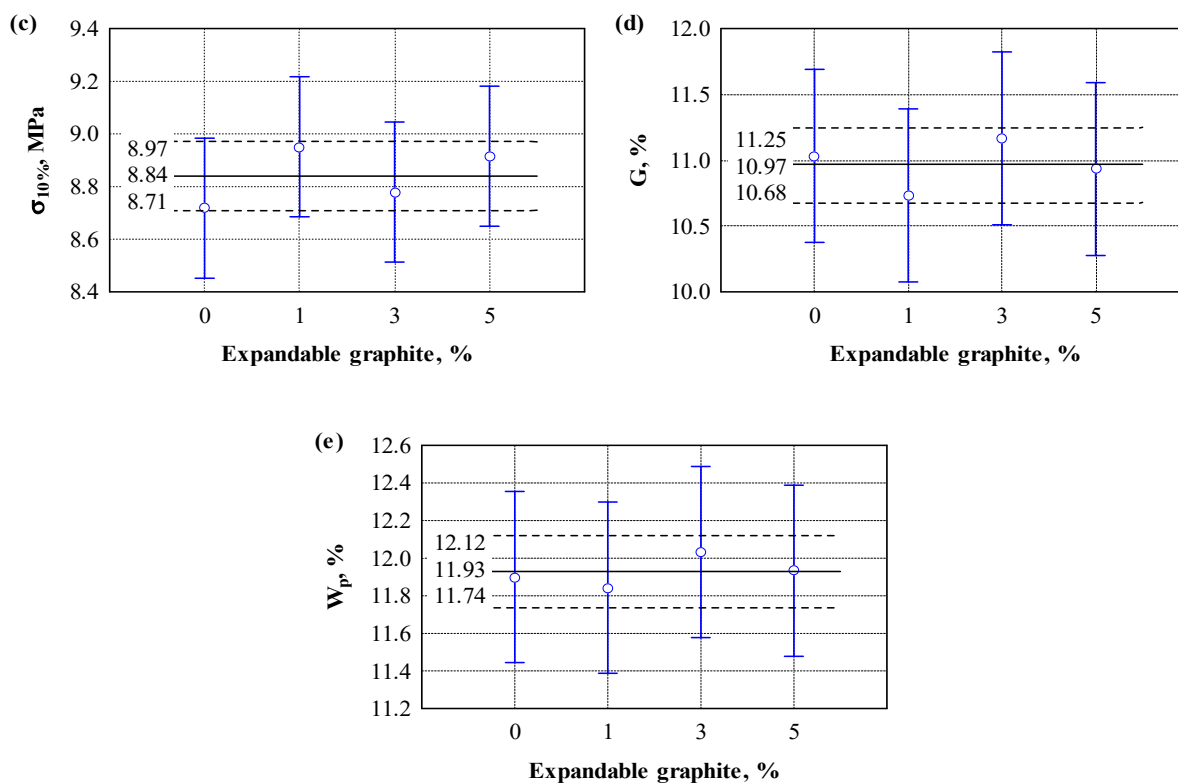 (c)
σ10%, MPa
9.4
9.2
9.0
8.8
8.6
8.4
8.97
8.84
8.71
0 1 3 5
Expandable graphite, %
(d)
G, %
12.0
11.5
11.0
10.5
10.0
11.25
10.97
10.68
0 1 3 5
Expandable graphite, %
(e)
Wp, %
12.6
12.4
12.2
12.0
11.8
11.6
11.4
11.2
12.12
11.93
11.74
0 1 3 5
Expandable graphite, %